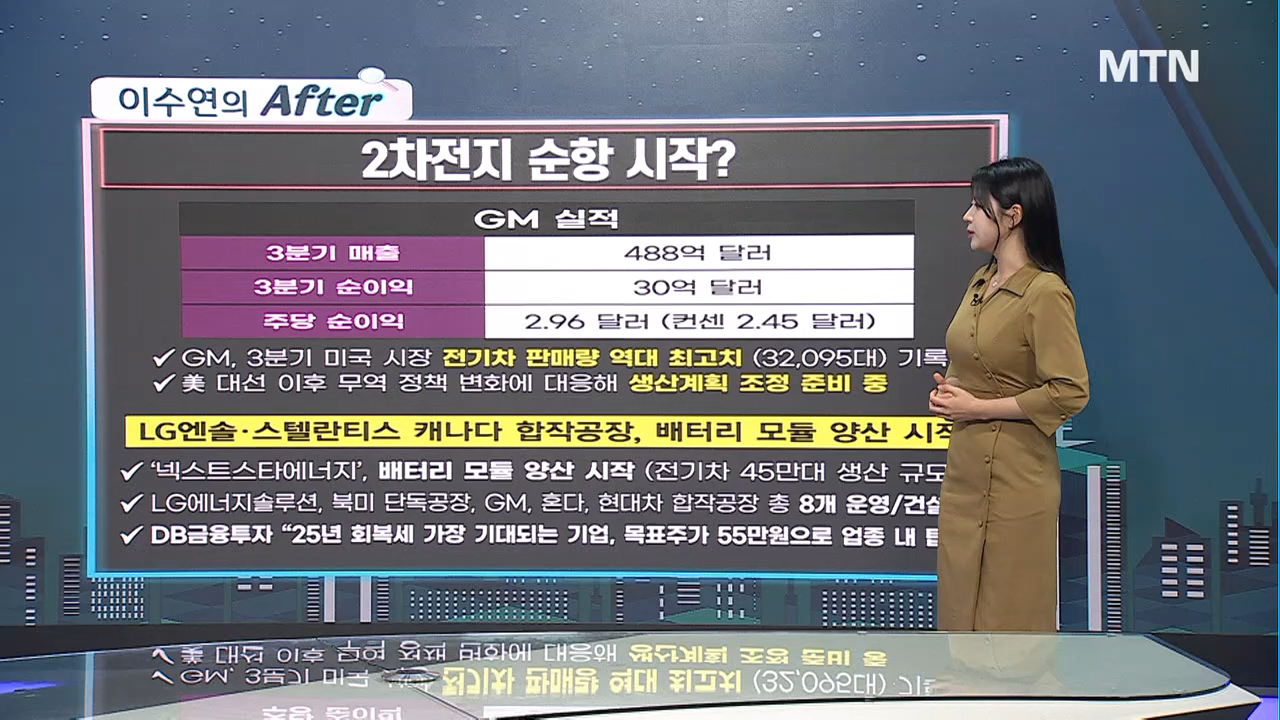 MTN
이수연의 After
2차전지 순항 시작?
GM 실적
3분기 매출 488억 달러
3분기 순이익 30억 달러
주당 순이익 2.96 달러 (컨센 2.45 달러)
✔ GM, 3분기 미국 시장 전기차 판매량 역대 최고치 (32,095대) 기록
✔ 美 대선 이후 무역 정책 변화에 대응해 생산계획 조정 준비 중
LG엔솔·스텔란티스 캐나다 합작공장, 배터리 모듈 양산 시작
✔ '넥스트스타에너지', 배터리 모듈 양산 시작 (전기차 45만대 생산 규모
✔ LG에너지솔루션, 북미 단독공장, GM, 혼다, 현대차 합작공장 총 8개 운영/건설
✔ DB금융투자 “25년 회복세 가장 기대되는 기업, 목표주가 55만원으로 업종 내